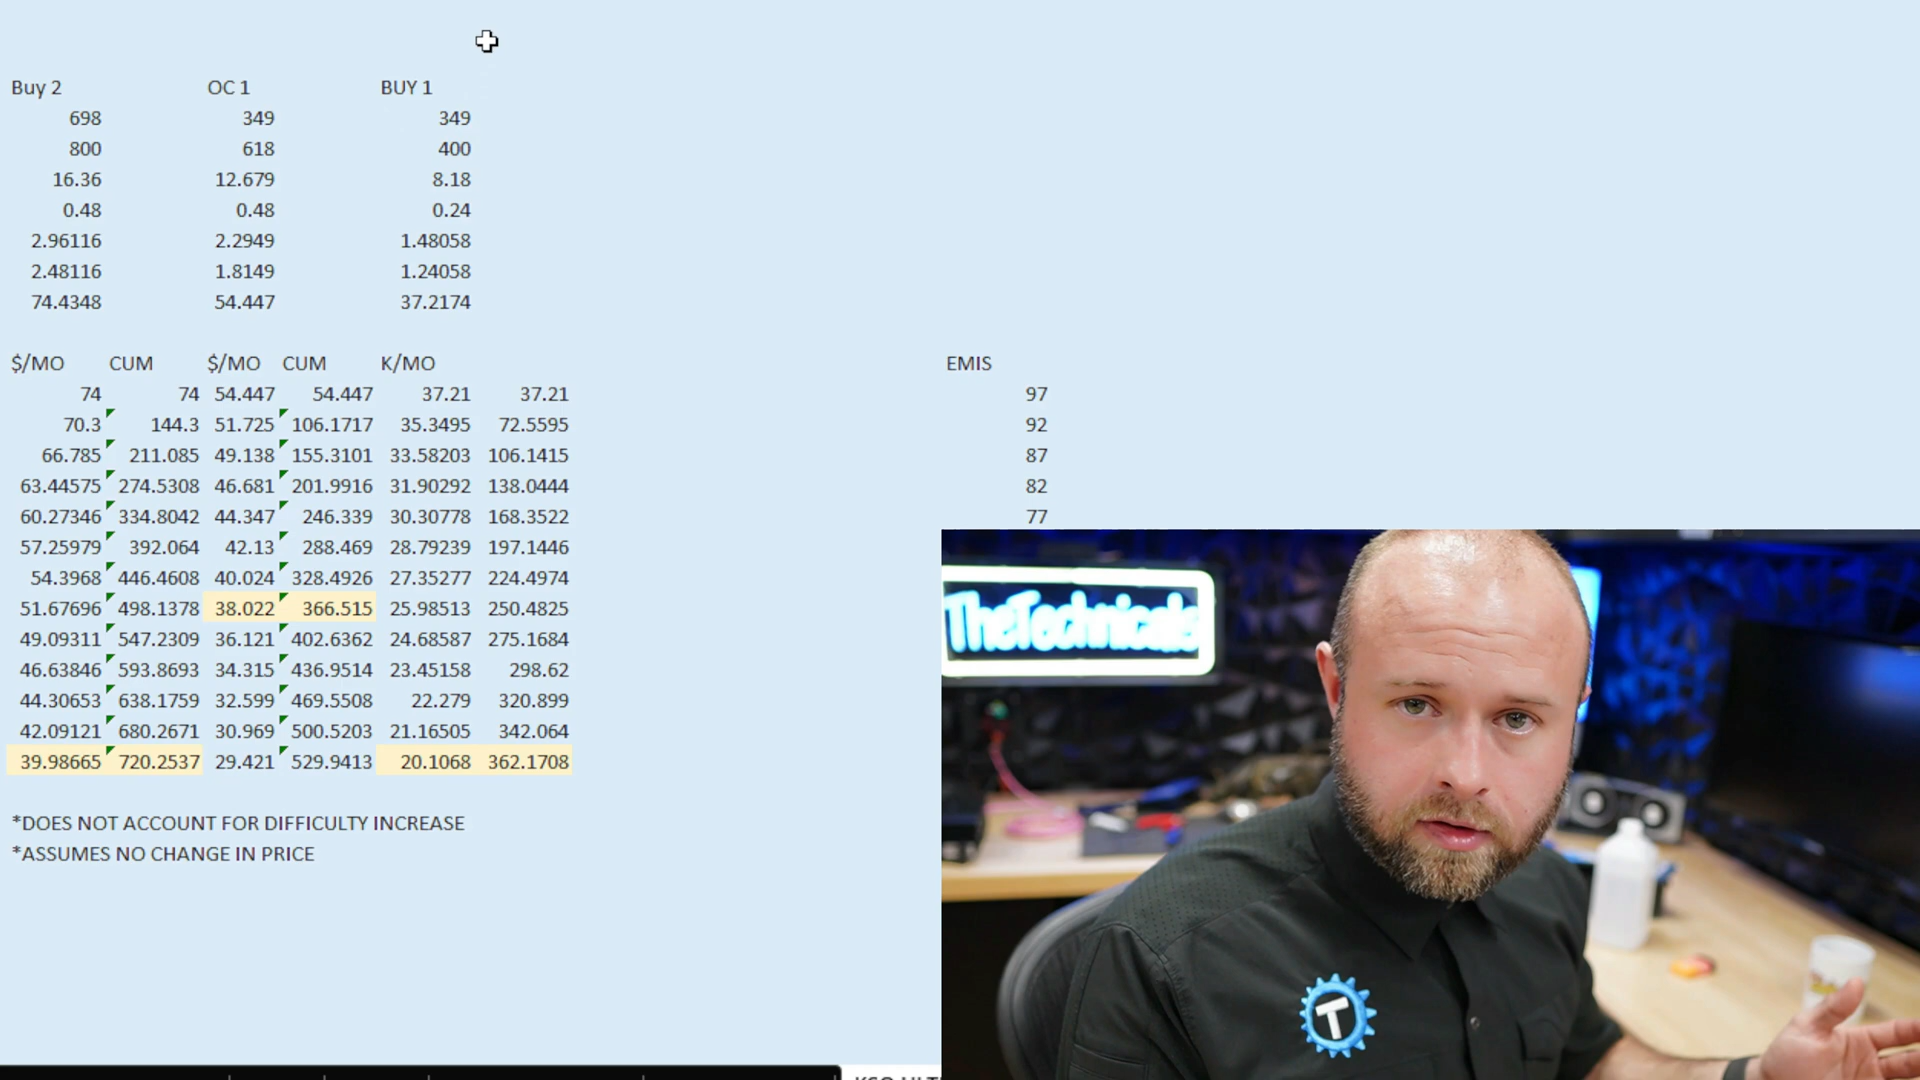 Buy 2 OC 1 BUY 1
698 349 349
800 618 400
16.36 12.679 8.18
0.48 0.48 0.24
2.96116 2.2949 1.48058
2.48116 1.8149 1.24058
74.4348 54.447 37.2174
$/MO CUM $/MO CUM K/MO EMIS
74 74 54.447 54.447 37.21 37.21 97
70.3 144.3 51.725 106.1717 35.3495 72.5595 92
66.785 211.085 49.138 155.3101 33.58203 106.1415 87
63.44575 274.5308 46.681 201.9916 31.90292 138.0444 82
60.27346 334.8042 44.347 246.339 30.30778 168.3522 77
57.25979 392.064 42.13 288.469 28.79239 197.1446
54.3968 446.4608 40.024 328.4926 27.35277 224.4974
51.67696 498.1378 38.022 366.515 25.98513 250.4825
49.09311 547.2309 36.121 402.6362 24.68587 275.1684
46.63846 593.8693 34.315 436.9514 23.45158 298.62
44.30653 638.1759 32.599 469.5508 22.279 320.899
42.09121 680.2671 30.969 500.5203 21.16505 342.064
39.98665 720.2537 29.421 529.9413 20.1068 362.1708
*DOES NOT ACCOUNT FOR DIFFICULTY INCREASE
*ASSUMES NO CHANGE IN PRICE
TheTechnicals
T